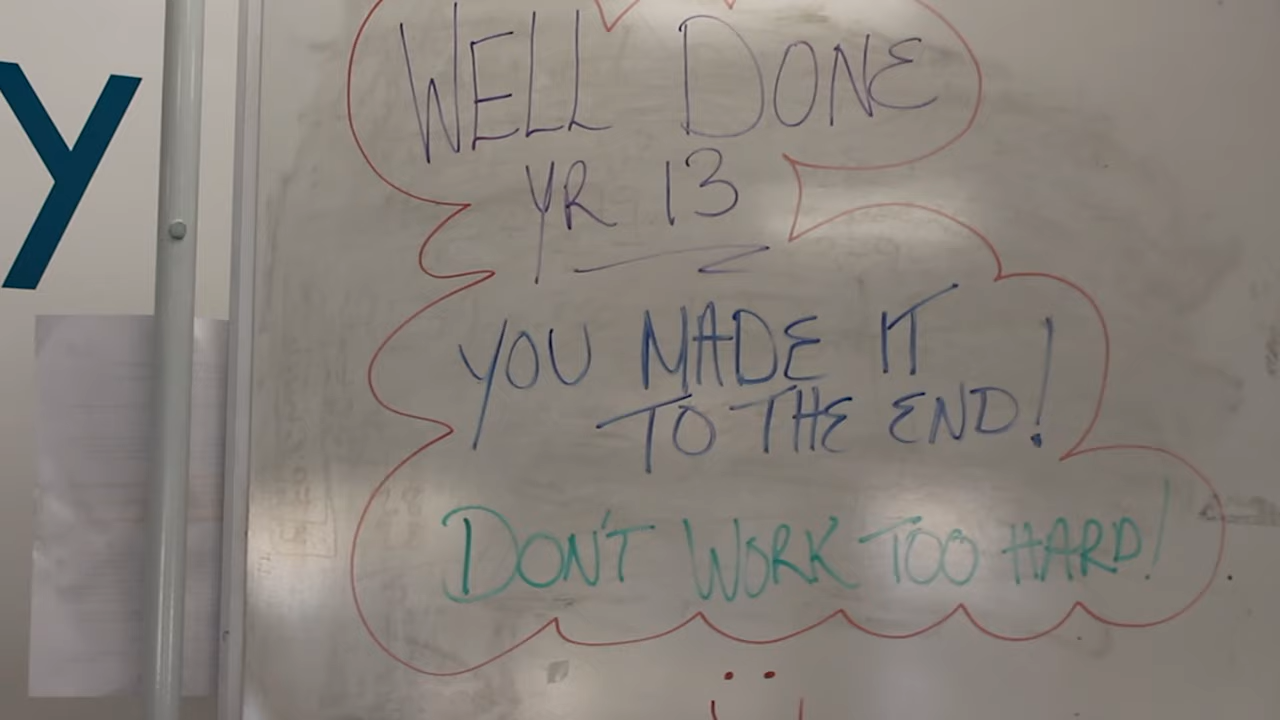 y
WELL DONE
YR 13
YOU MADE IT
TO THE END!
DON'T WORK TOO HARD!